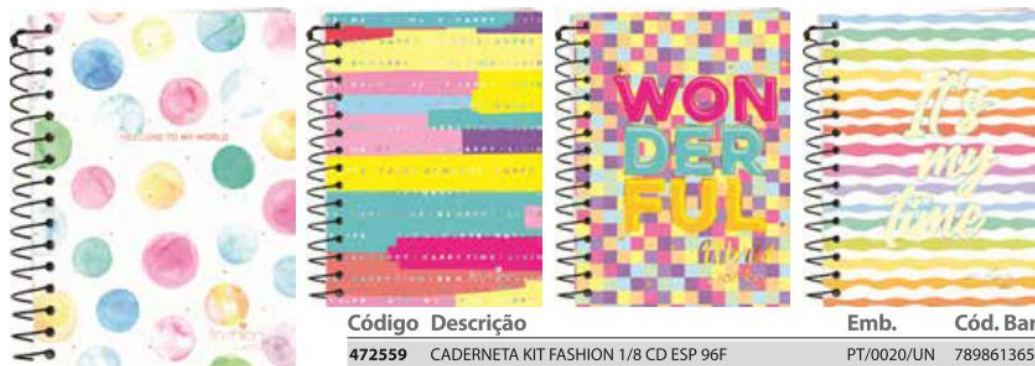 WELCOME TO MY WORLD
WON
DER
FUL
It's
my
time
Código Descrição Emb. Cód. Bar
472559 CADERNETA KIT FASHION 1/8 CD ESP 96F PT/0020/UN 789861365